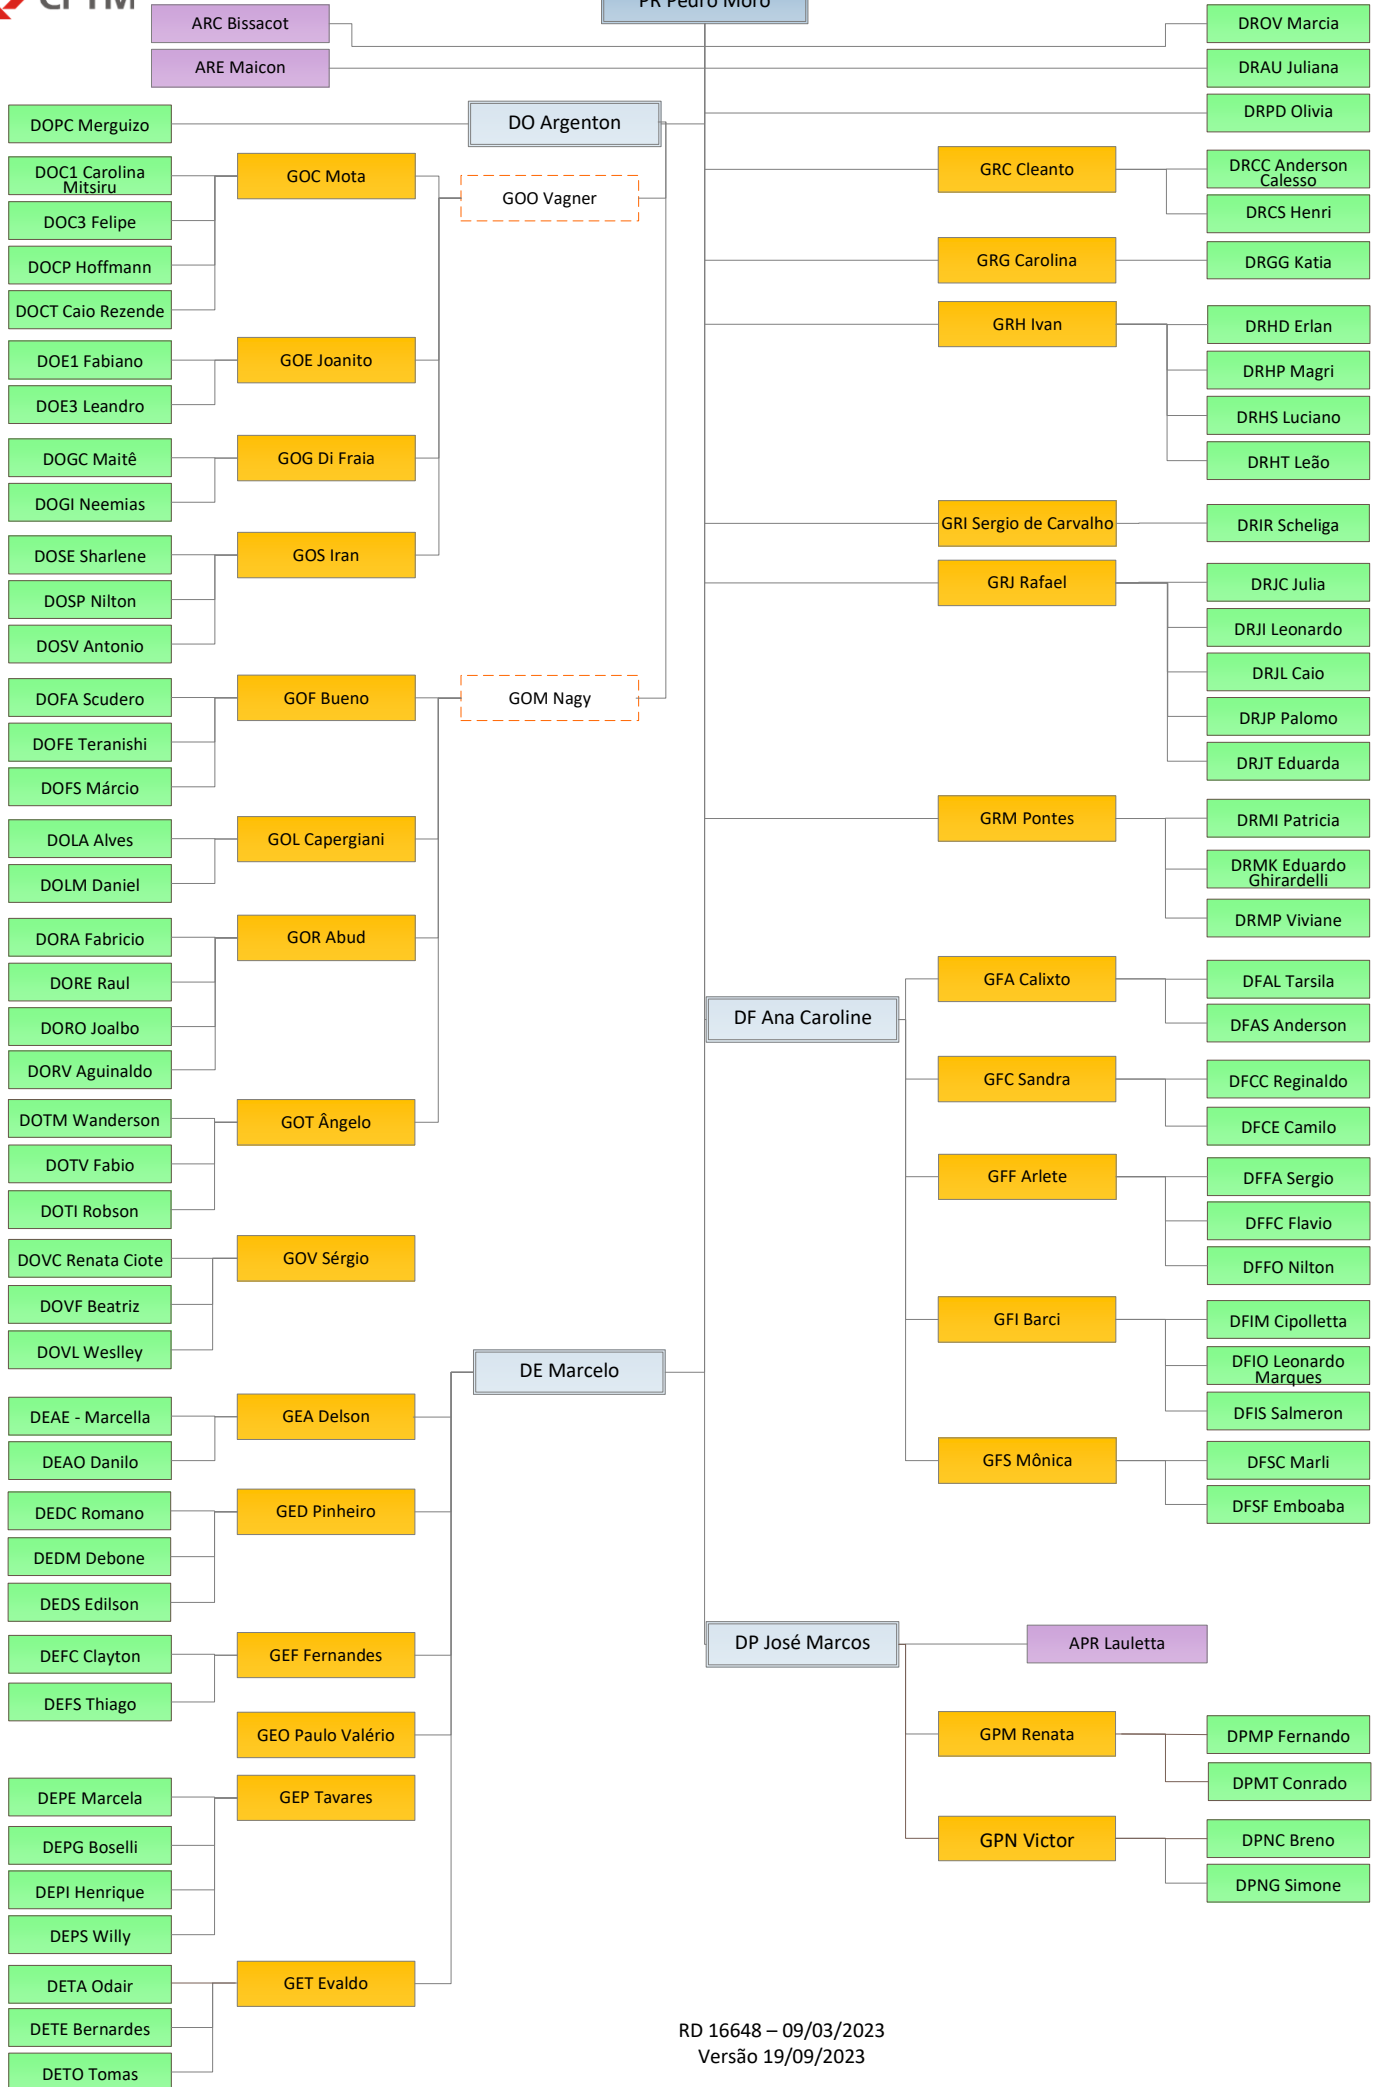 CPTM
PR Pedro Moro
ARC Bissacot
ARE Maicon
DROV Marcia
DRAU Juliana
DRPD Olivia
DO Argenton
DOPC Merguizo
DOC1 Carolina
Mitsiru
DOC3 Felipe
DOCP Hoffmann
DOCT Caio Rezende
GOC Mota
GOO Vagner
DOE1 Fabiano
DOE3 Leandro
GOE Joanito
DOGC Maitê
DOGI Neemias
GOG Di Fraia
DOSE Sharlene
DOSP Nilton
DOSV Antonio
GOS Iran
DOFA Scudero
DOFE Teranishi
DOFS Márcio
GOF Bueno
GOM Nagy
DOLA Alves
DOLM Daniel
GOL Capergiani
DORA Fabricio
DORE Raul
DORO Joalbo
DORV Aguinaldo
GOR Abud
DOTM Wanderson
DOTV Fabio
DOTI Robson
GOT Ângelo
DOVC Renata Ciote
DOVF Beatriz
DOVL Weslley
GOV Sérgio
DE Marcelo
DEAE - Marcella
DEAO Danilo
GEA Delson
DEDC Romano
DEDM Debone
DEDS Edilson
GED Pinheiro
DEFC Clayton
DEFS Thiago
GEF Fernandes
GEO Paulo Valério
DEPE Marcela
DEPG Boselli
DEPI Henrique
DEPS Willy
GEP Tavares
DETA Odair
DETE Bernardes
DETO Tomas
GET Evaldo
GRC Cleanto
DRCC Anderson
Calesso
DRCS Henri
GRG Carolina
DRGG Katia
GRH Ivan
DRHD Erlan
DRHP Magri
DRHS Luciano
DRHT Leão
GRI Sergio de Carvalho
DRIR Scheliga
GRJ Rafael
DRJC Julia
DRJI Leonardo
DRJL Caio
DRJP Palomo
DRJT Eduarda
GRM Pontes
DRMI Patricia
DRMK Eduardo
Ghirardelli
DRMP Viviane
DF Ana Caroline
GFA Calixto
DFAL Tarsila
DFAS Anderson
GFC Sandra
DFCC Reginaldo
DFCE Camilo
GFF Arlete
DFFA Sergio
DFFC Flavio
DFFO Nilton
GFI Barci
DFIM Cipolletta
DFIO Leonardo
Marques
DFIS Salmeron
GFS Mônica
DFSC Marli
DFSF Emboaba
DP José Marcos
APR Lauletta
GPM Renata
DPMP Fernando
DPMT Conrado
GPN Victor
DPNC Breno
DPNG Simone
RD 16648 – 09/03/2023
Versão 19/09/2023